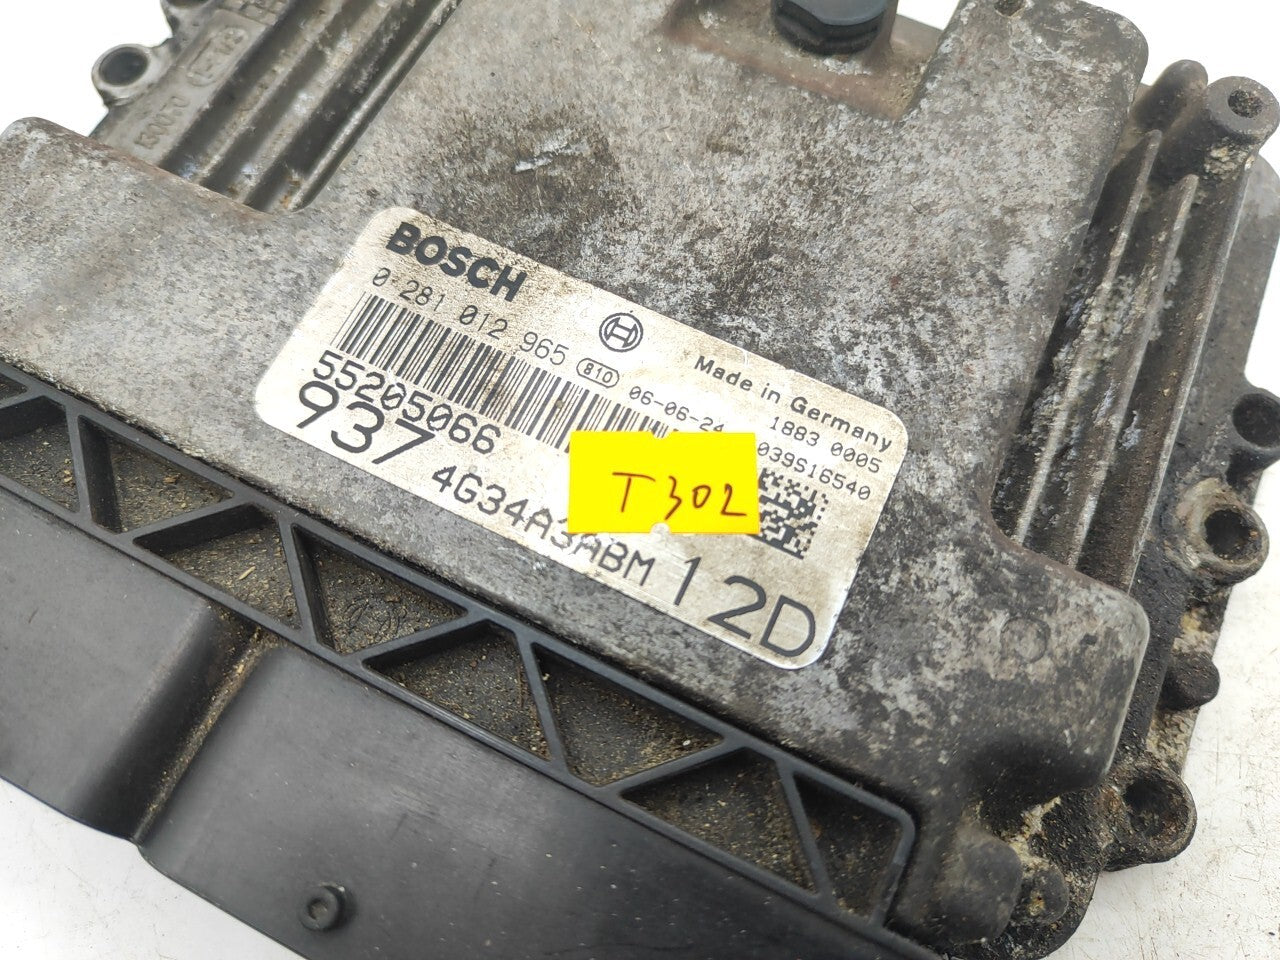 BOSCH
0 281 012 965
810
Made in Germany
06-06-24
1883 0005
039S16540
55205066
937
4G34A3ABM
12D
T302